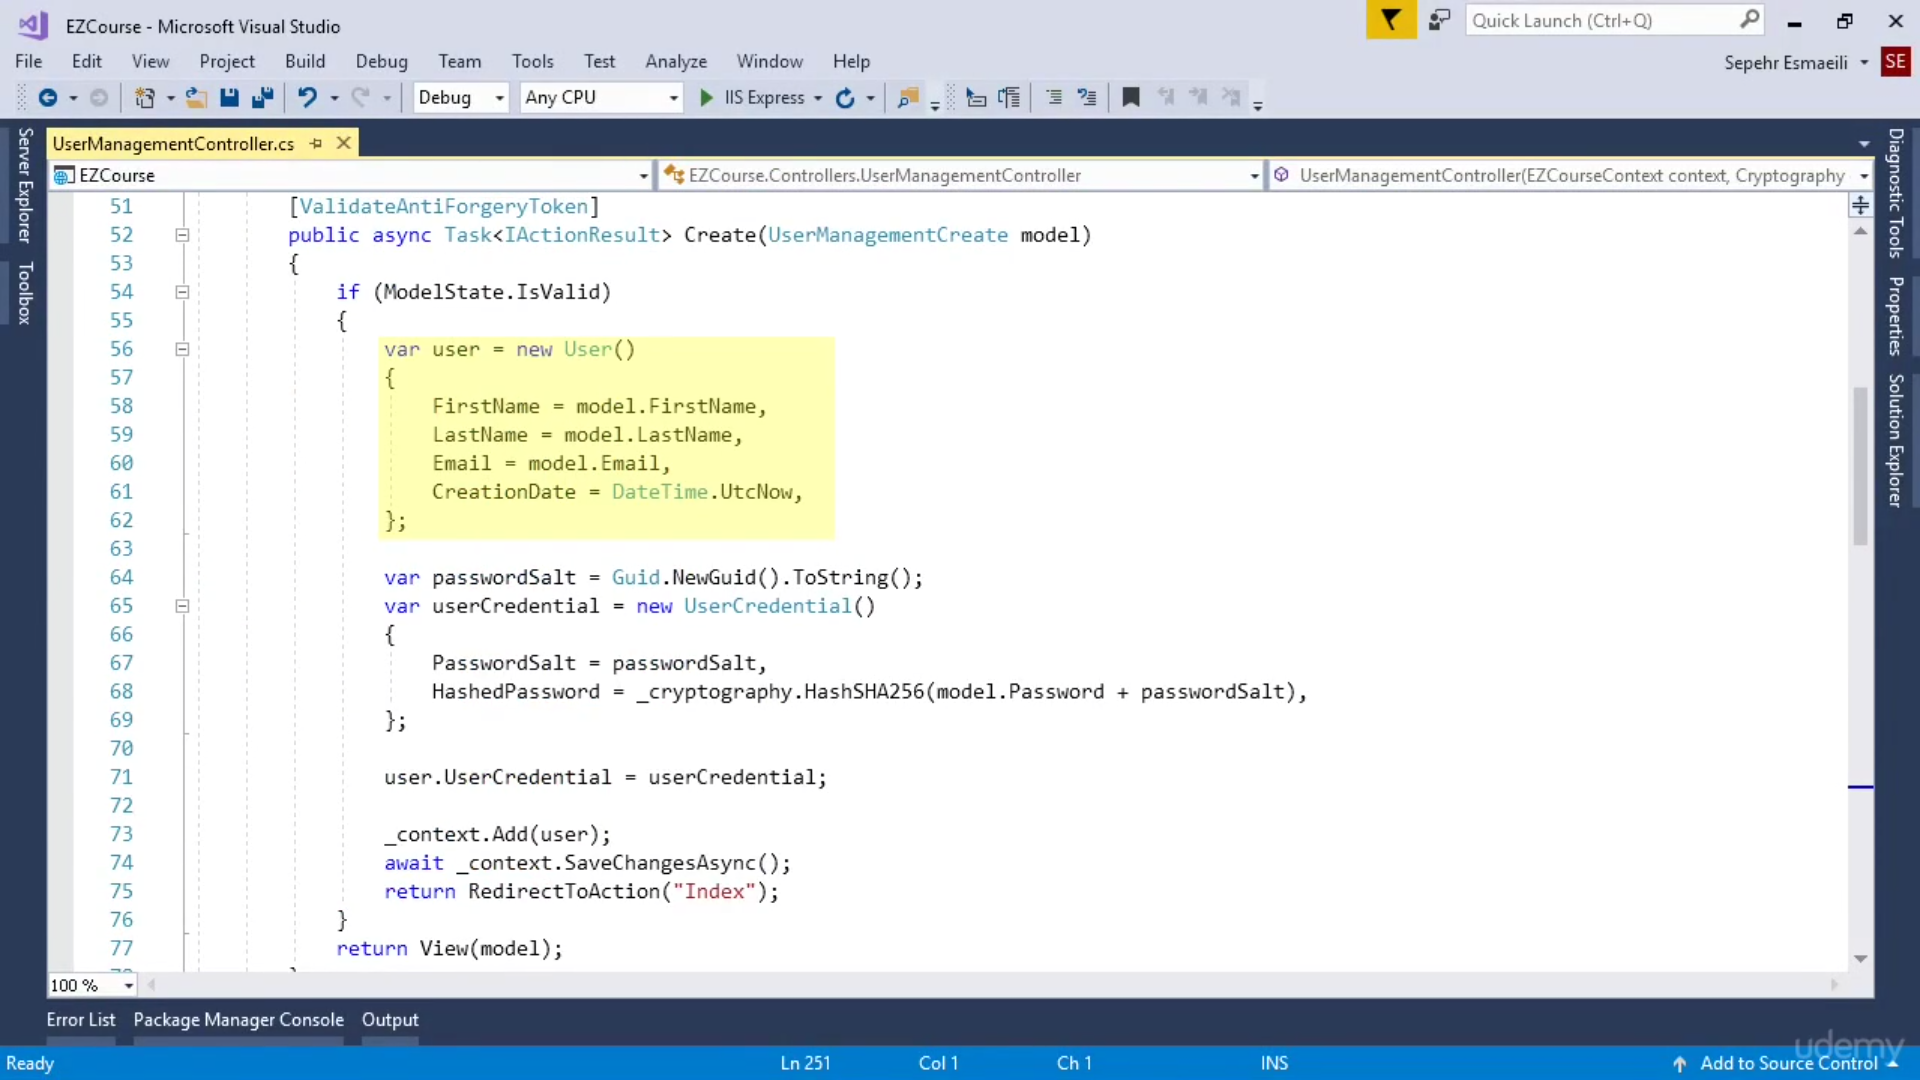 EZCourse - Microsoft Visual Studio
Quick Launch (Ctrl+Q)
File Edit View Project Build Debug Team Tools Test Analyze Window Help
Sepehr Esmaeili SE
Debug Any CPU IIS Express
Server Explorer
Toolbox
UserManagementController.cs
EZCourse EZCourse.Controllers.UserManagementController UserManagementController(EZCourseContext context, Cryptography
51 [ValidateAntiForgeryToken]
52 public async Task<IActionResult> Create(UserManagementCreate model)
53 {
54 if (ModelState.IsValid)
55 {
56 var user = new User()
57 {
58 FirstName = model.FirstName,
59 LastName = model.LastName,
60 Email = model.Email,
61 CreationDate = DateTime.UtcNow,
62 };
63
64 var passwordSalt = Guid.NewGuid().ToString();
65 var userCredential = new UserCredential()
66 {
67 PasswordSalt = passwordSalt,
68 HashedPassword = _cryptography.HashSHA256(model.Password + passwordSalt),
69 };
70
71 user.UserCredential = userCredential;
72
73 _context.Add(user);
74 await _context.SaveChangesAsync();
75 return RedirectToAction("Index");
76 }
77 return View(model);
Diagnostic Tools
Properties
Solution Explorer
100 %
Error List Package Manager Console Output
Ready Ln 251 Col 1 Ch 1 INS Add to Source Control
udemy